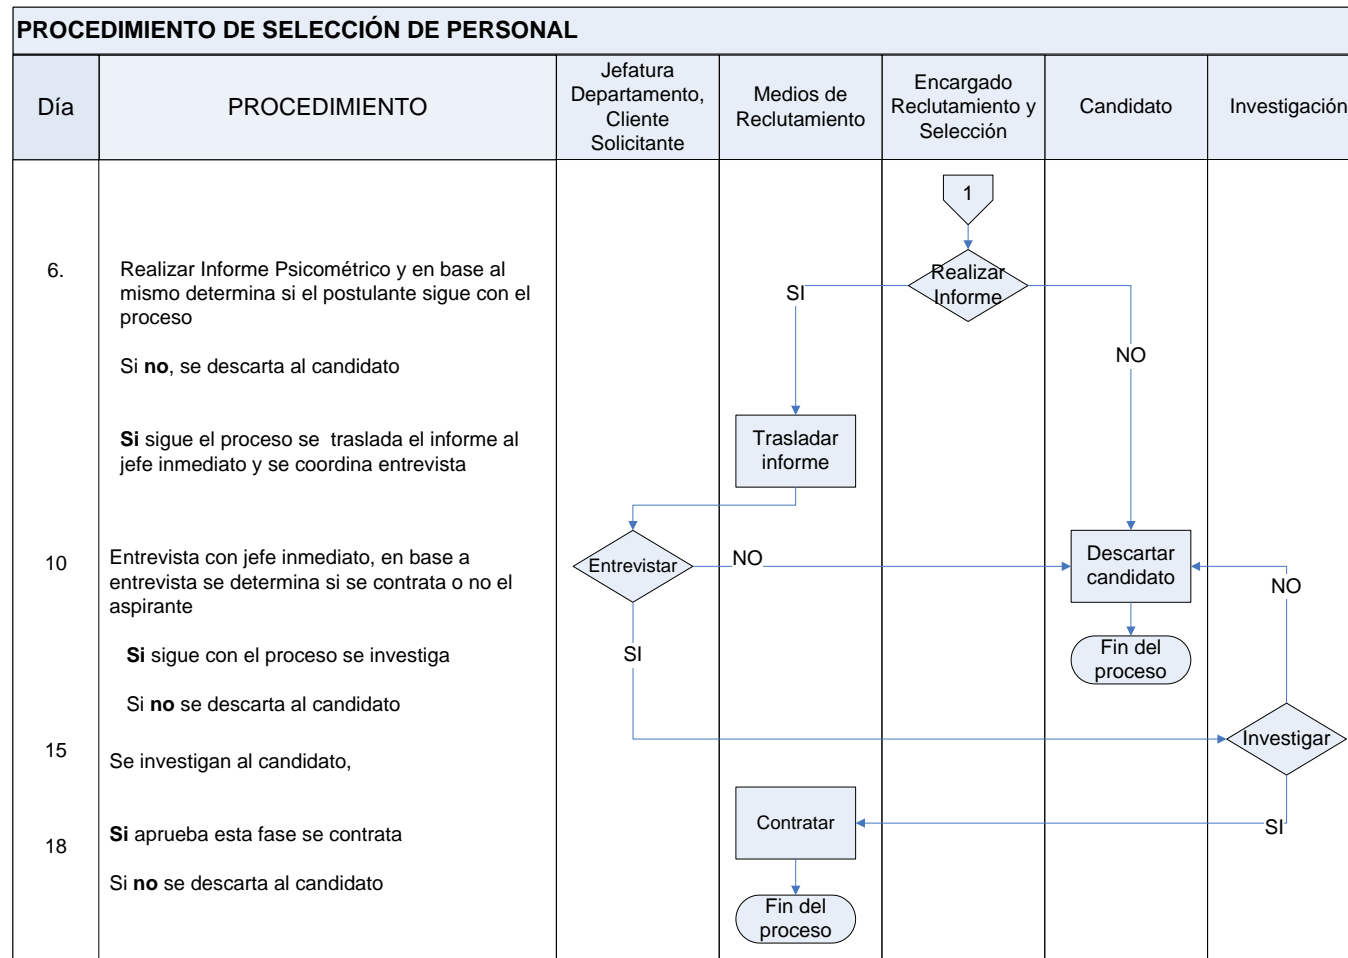 PROCEDIMIENTO DE SELECCIÓN DE PERSONAL
Día
PROCEDIMIENTO
Jefatura
Departamento,
Cliente
Solicitante
Medios de
Reclutamiento
Encargado
Reclutamiento y
Selección
Candidato
Investigación
1
6.
Realizar Informe Psicométrico y en base al
mismo determina si el postulante sigue con el
proceso
Realizar
Informe
SI
NO
Si no, se descarta al candidato
Si sigue el proceso se traslada el informe al
jefe inmediato y se coordina entrevista
Trasladar
informe
10
Entrevista con jefe inmediato, en base a
entrevista se determina si se contrata o no el
aspirante
Entrevistar
NO
Descartar
candidato
NO
Si sigue con el proceso se investiga
SI
Fin del
proceso
Si no se descarta al candidato
15
Se investigan al candidato,
Investigar
18
Si aprueba esta fase se contrata
Contratar
SI
Si no se descarta al candidato
Fin del
proceso